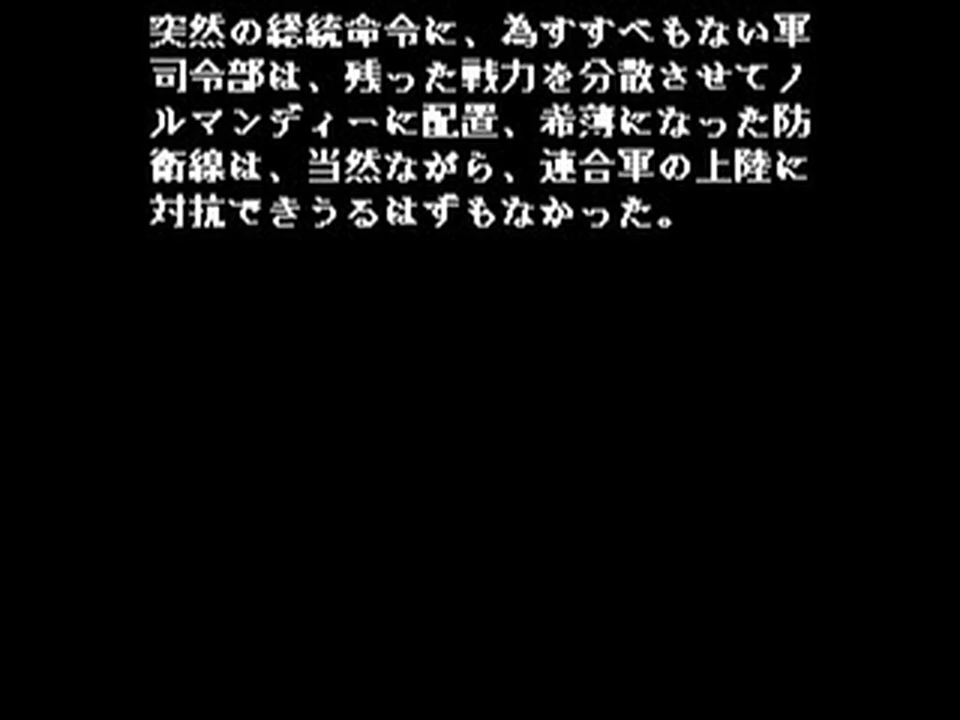 突然の総統命令に、為すすべもない軍
司令部は、残った戦力を分散させてノ
ルマンディーに配置、希薄になった防
衛線は、当然ながら、連合軍の上陸に
対抗できうるはずもなかった。